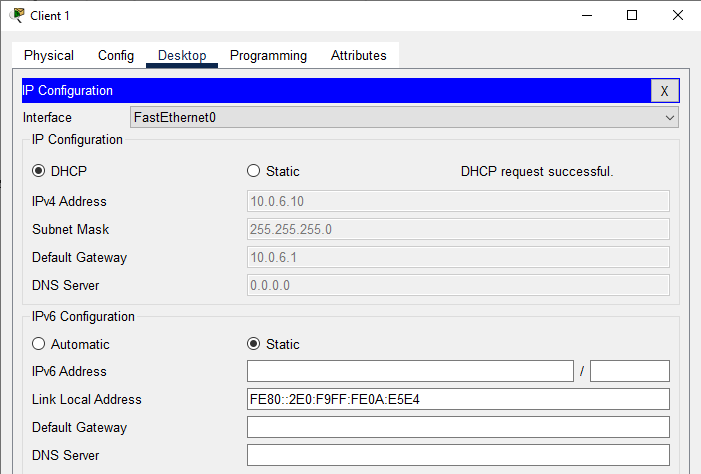 Client 1
Physical Config Desktop Programming Attributes
IP Configuration X
Interface FastEthernet0
IP Configuration
DHCP Static DHCP request successful.
IPv4 Address 10.0.6.10
Subnet Mask 255.255.255.0
Default Gateway 10.0.6.1
DNS Server 0.0.0.0
IPv6 Configuration
Automatic Static
IPv6 Address /
Link Local Address FE80::2E0:F9FF:FE0A:E5E4
Default Gateway
DNS Server